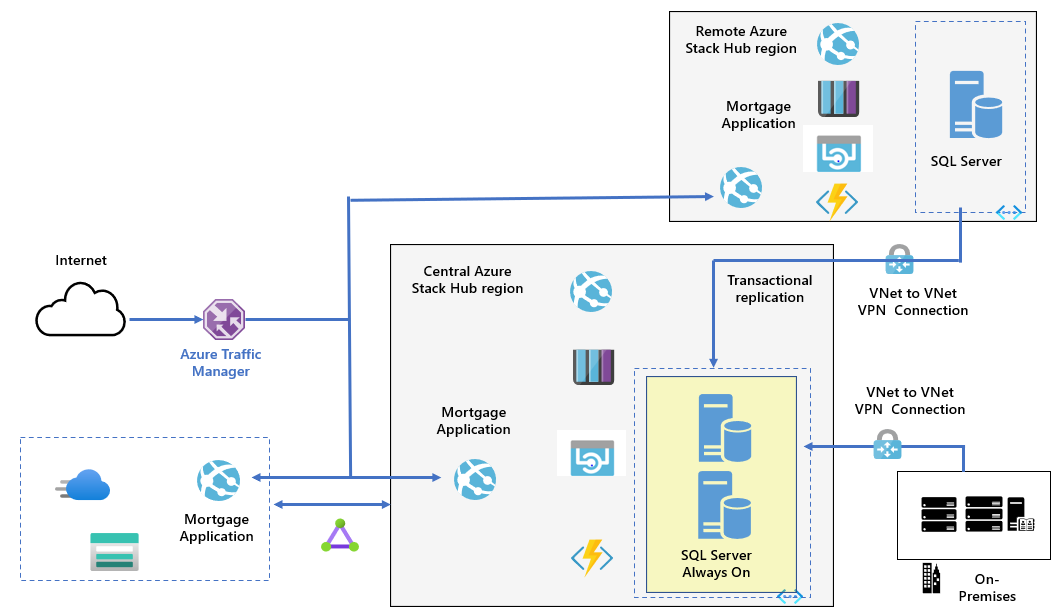 Remote Azure
Stack Hub region
Mortgage
Application
SQL Server
Internet
Azure Traffic
Manager
Central Azure
Stack Hub region
Transactional
replication
VNet to VNet
VPN  Connection
VNet to VNet
VPN  Connection
Mortgage
Application
Mortgage
Application
SQL Server
Always On
On-
Premises